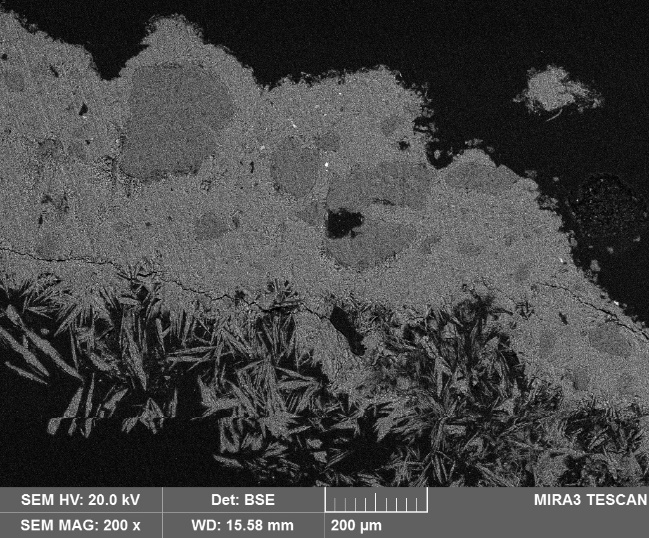 SEM HV: 20.0 kV Det: BSE MIRA3 TESCAN
SEM MAG: 200 x WD: 15.58 mm 200 µm